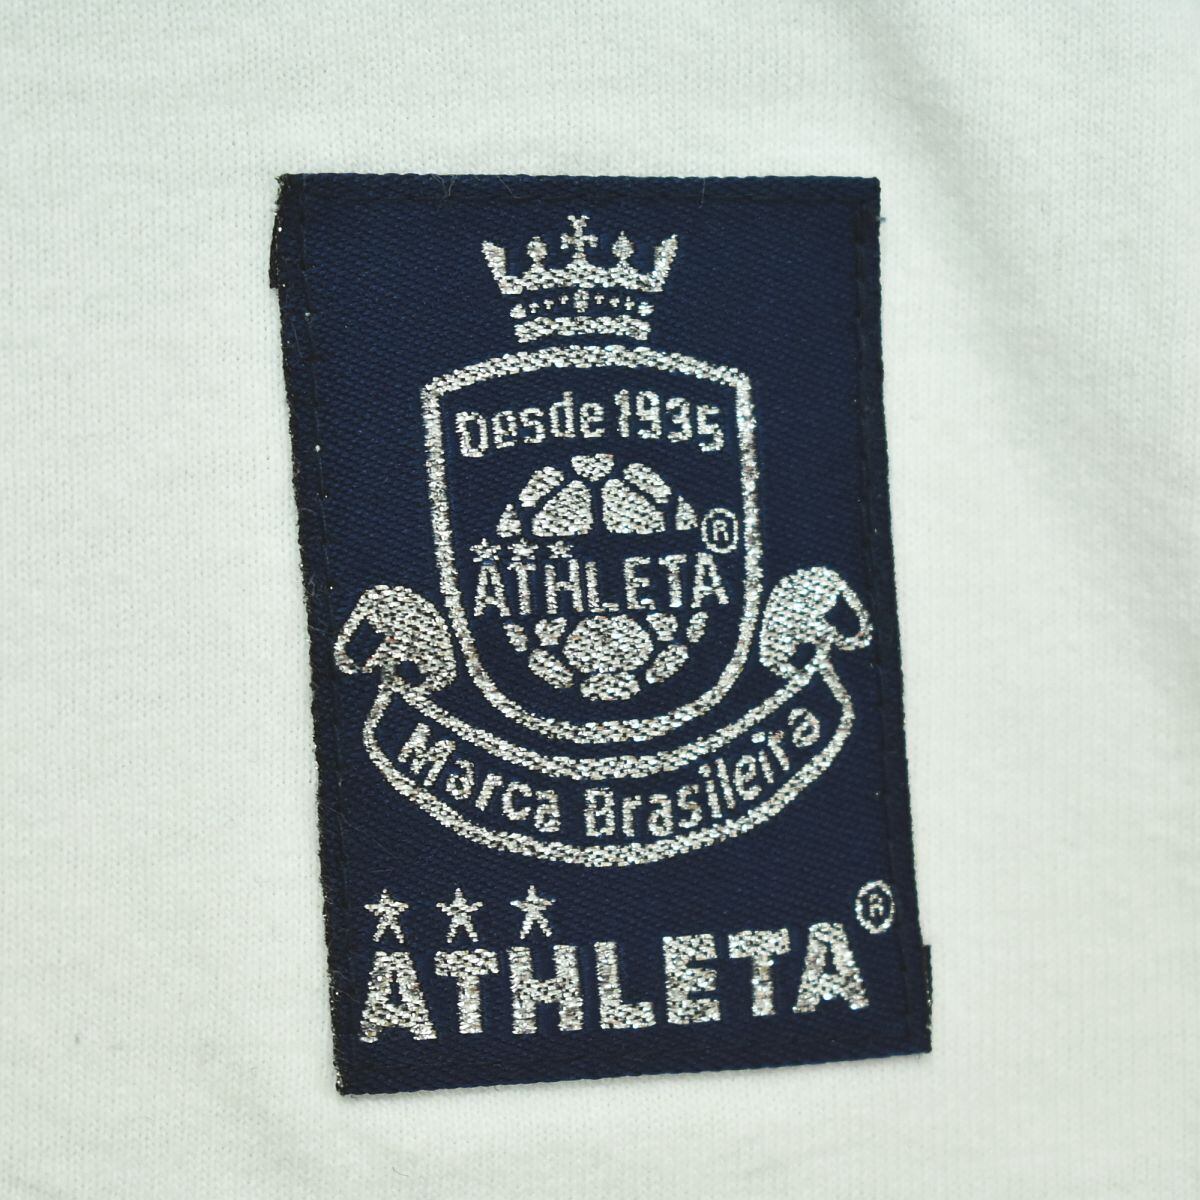 Desde 1935
ATHLETA®
Marca Brasileira
ATHLETA®